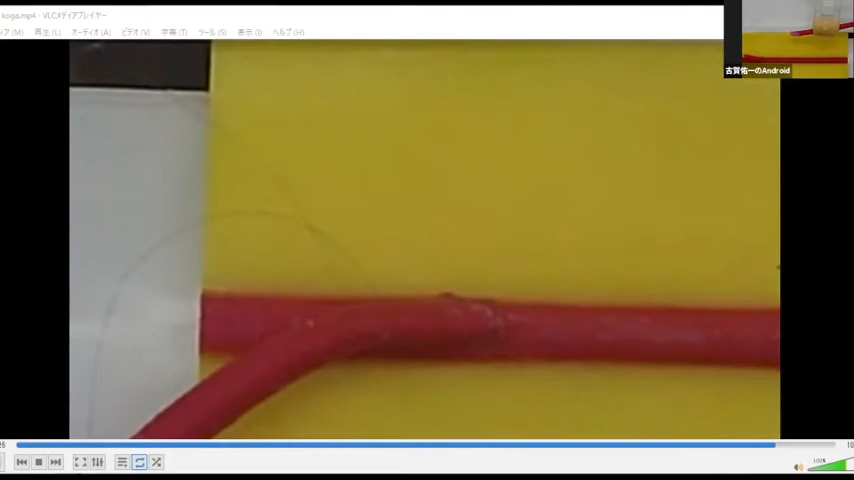 koga.mp4 - VLCメディアプレイヤー
ィア(M) 再生(L) オーディオ(A) ビデオ(V) 字幕(T) ツール(S) 表示(I) ヘルプ(H)
古賀佑一のAndroid
100%